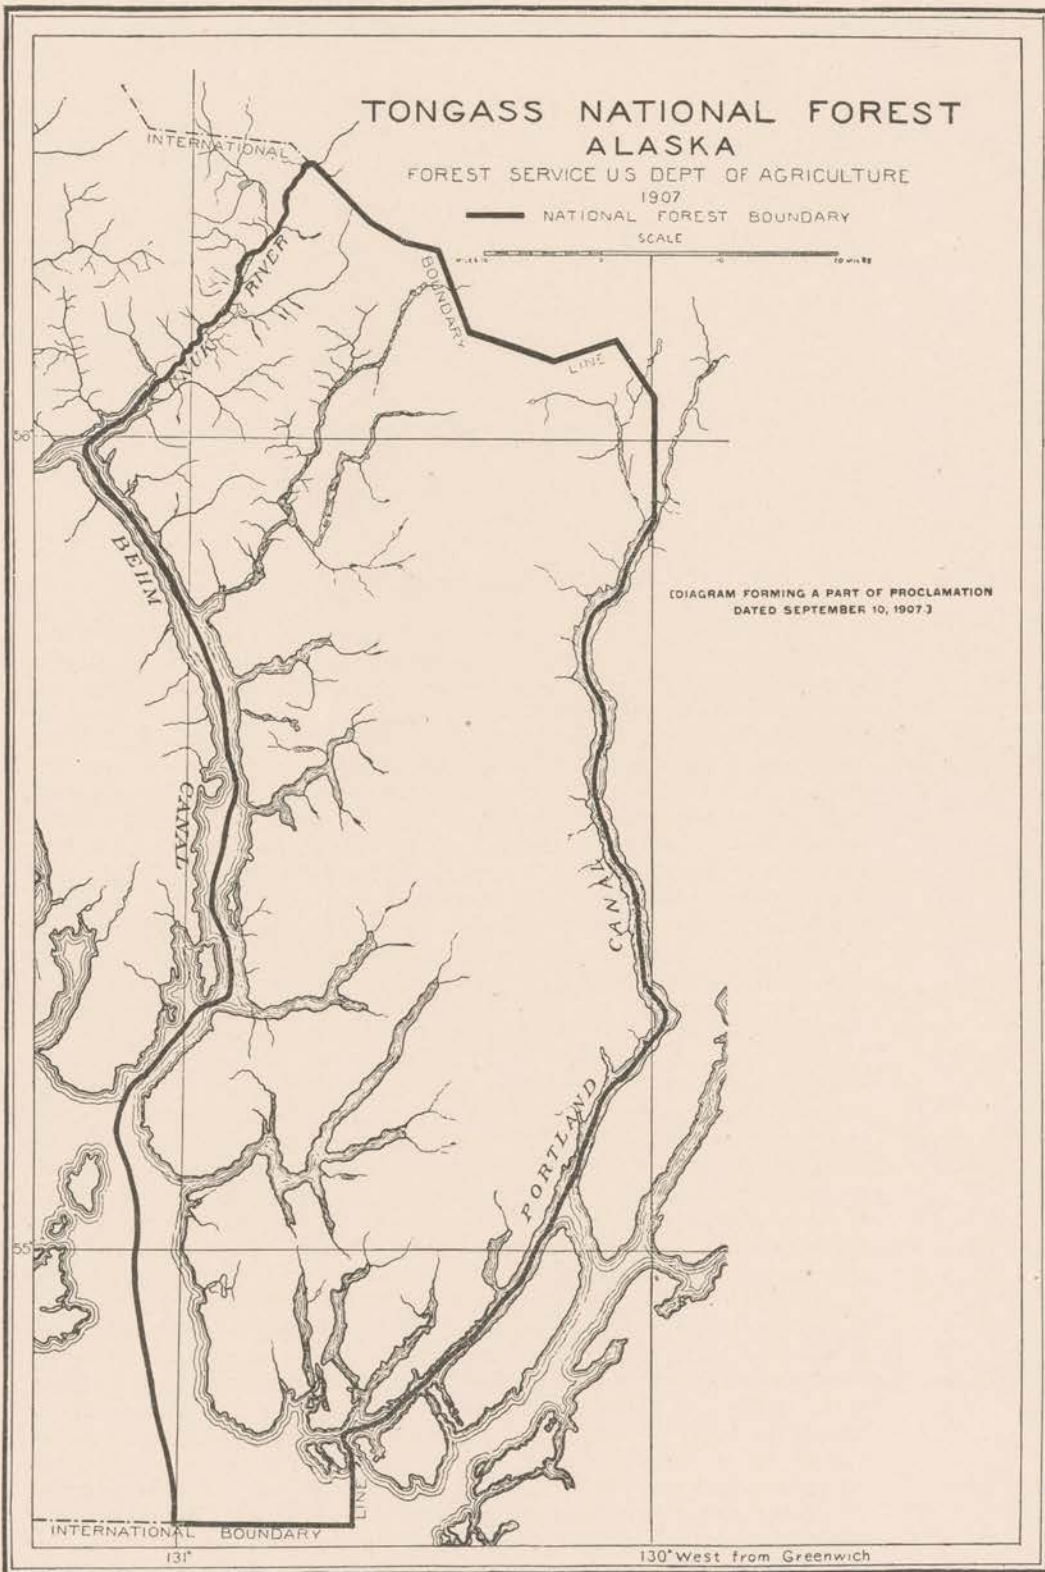 TONGASS NATIONAL FOREST
ALASKA
FOREST SERVICE US DEPT OF AGRICULTURE
1907
NATIONAL FOREST BOUNDARY
SCALE
INTERNATIONAL
BOUNDARY
LINE
RIVER
56°
BEHM
CANAL
[DIAGRAM FORMING A PART OF PROCLAMATION
DATED SEPTEMBER 10, 1907.]
CANAL
PORTLAND
55°
LINE
INTERNATIONAL BOUNDARY
131°
130° West from Greenwich